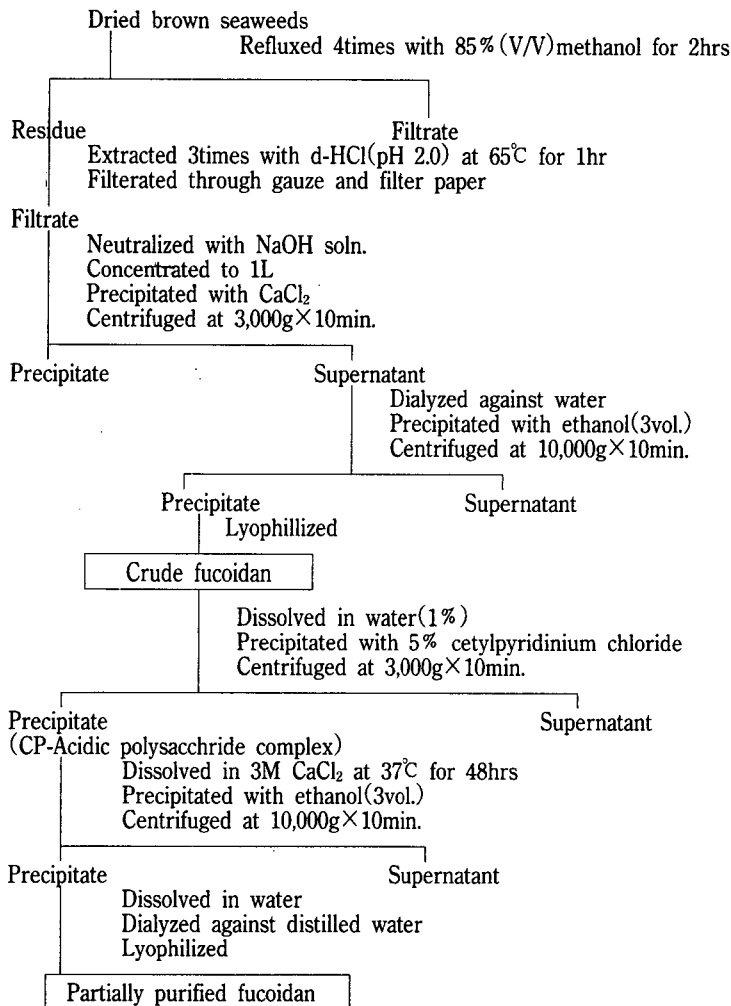 Dried brown seaweeds
Refluxed 4times with 85%(V/V)methanol for 2hrs
Residue Filtrate
Extracted 3times with d-HCl(pH 2.0) at 65℃ for 1hr
Filterated through gauze and filter paper
Filtrate
Neutralized with NaOH soln.
Concentrated to 1L
Precipitated with CaCl₂
Centrifuged at 3,000g×10min.
Precipitate Supernatant
Dialyzed against water
Precipitated with ethanol(3vol.)
Centrifuged at 10,000g×10min.
Precipitate Supernatant
Lyophillized
Crude fucoidan
Dissolved in water(1%)
Precipitated with 5% cetylpyridinium chloride
Centrifuged at 3,000g×10min.
Precipitate Supernatant
(CP-Acidic polysacchride complex)
Dissolved in 3M CaCl₂ at 37℃ for 48hrs
Precipitated with ethanol(3vol.)
Centrifuged at 10,000g×10min.
Precipitate Supernatant
Dissolved in water
Dialyzed against distilled water
Lyophilized
Partially purified fucoidan